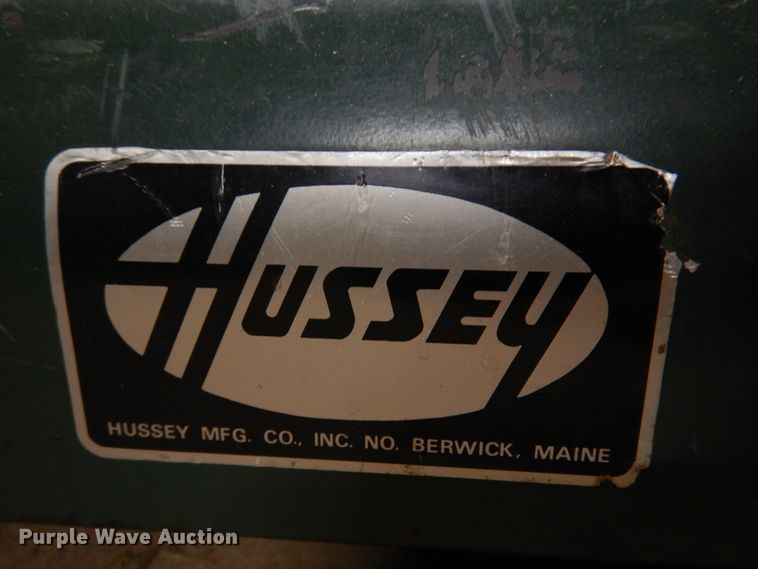 HUSSEY
HUSSEY MFG. CO., INC. NO. BERWICK, MAINE
Purple Wave Auction